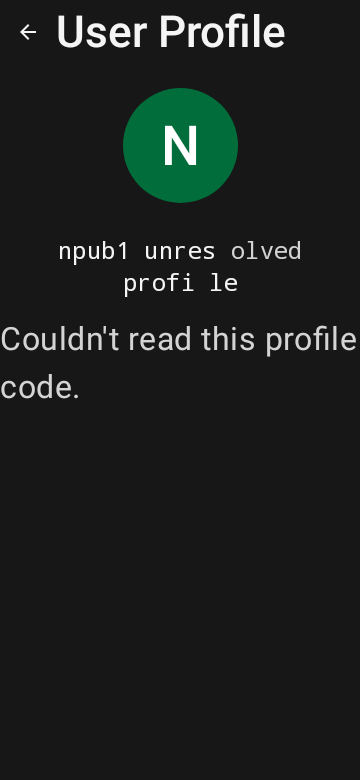 User Profile
N
npub1 unres olved
profi le
Couldn't read this profile
code.